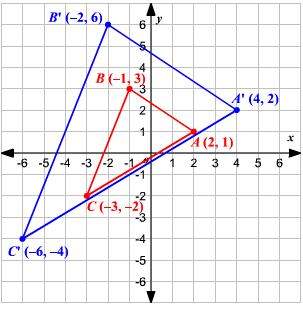 B' (−2, 6)
y
6
5
4
B (−1, 3)
3
A' (4, 2)
2
1
A (2, 1)
x
-6 -5 -4 -3 -2 -1 1 2 3 4 5 6
-1
-2
C (−3, −2)
-3
C' (−6, −4)
-4
-5
-6